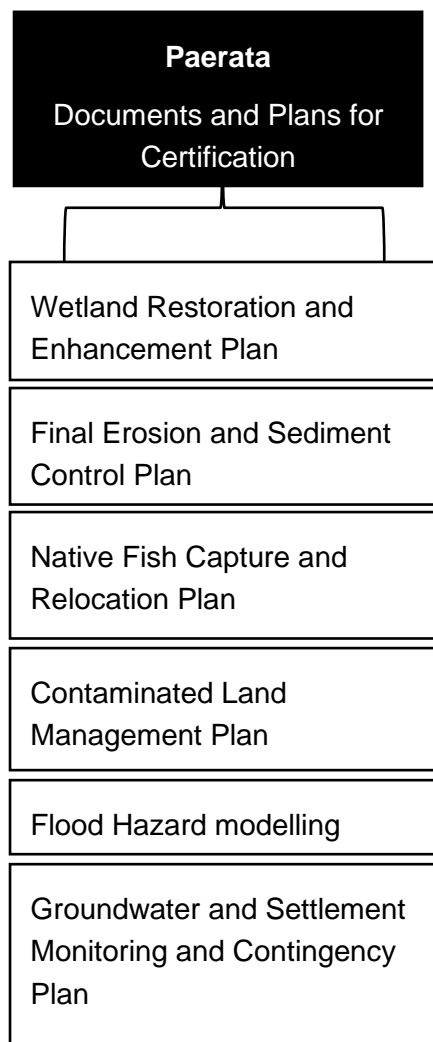 Paerata
Documents and Plans for
Certification
Wetland Restoration and
Enhancement Plan
Final Erosion and Sediment
Control Plan
Native Fish Capture and
Relocation Plan
Contaminated Land
Management Plan
Flood Hazard modelling
Groundwater and Settlement
Monitoring and Contingency
Plan